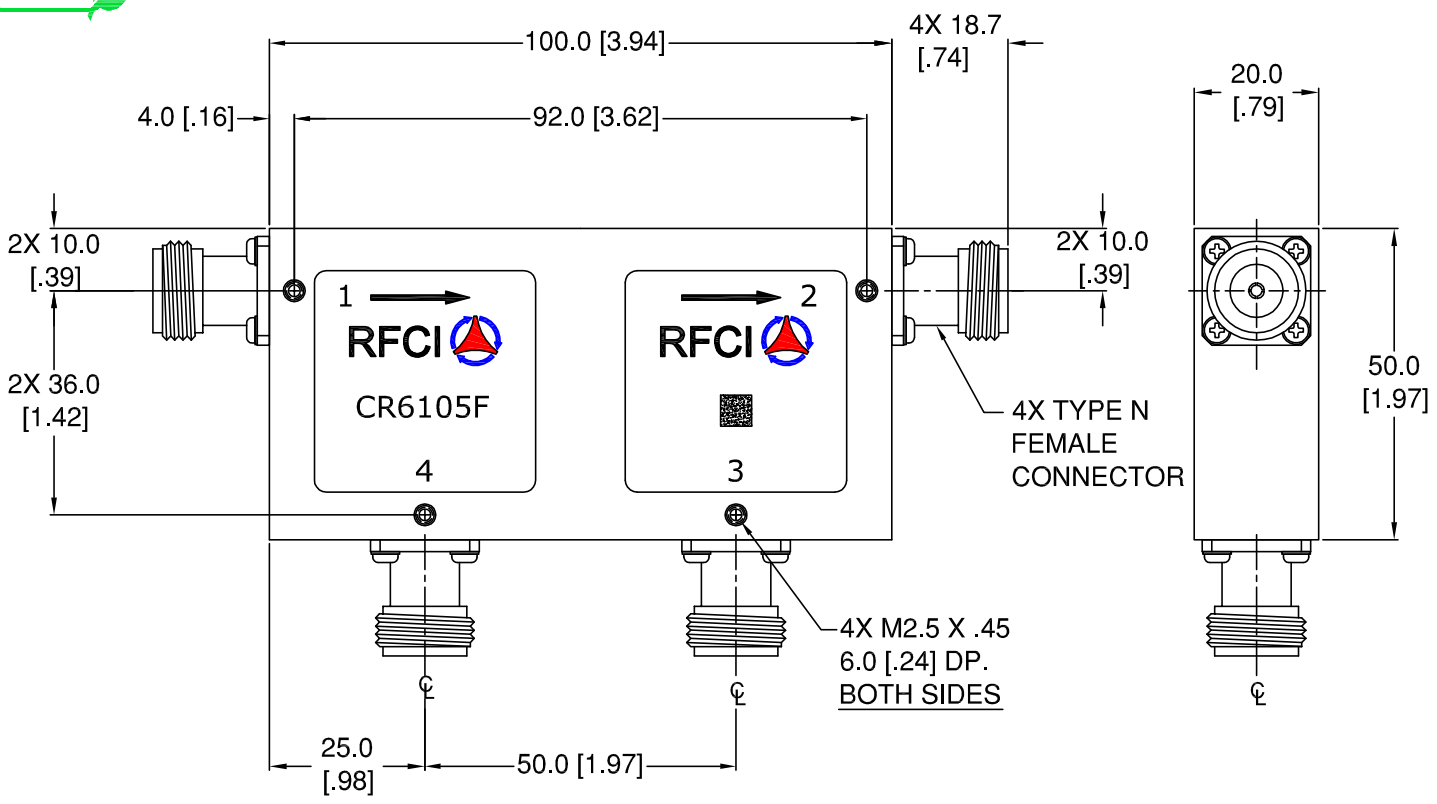 100.0 [3.94]
4X 18.7
[.74]
20.0
[.79]
4.0 [.16]
92.0 [3.62]
2X 10.0
[.39]
2X 10.0
[.39]
1
2
RFCI
RFCI
CR6105F
2X 36.0
[1.42]
50.0
[1.97]
4X TYPE N
FEMALE
CONNECTOR
4
3
4X M2.5 X .45
6.0 [.24] DP.
BOTH SIDES
℄
℄
℄
25.0
[.98]
50.0 [1.97]